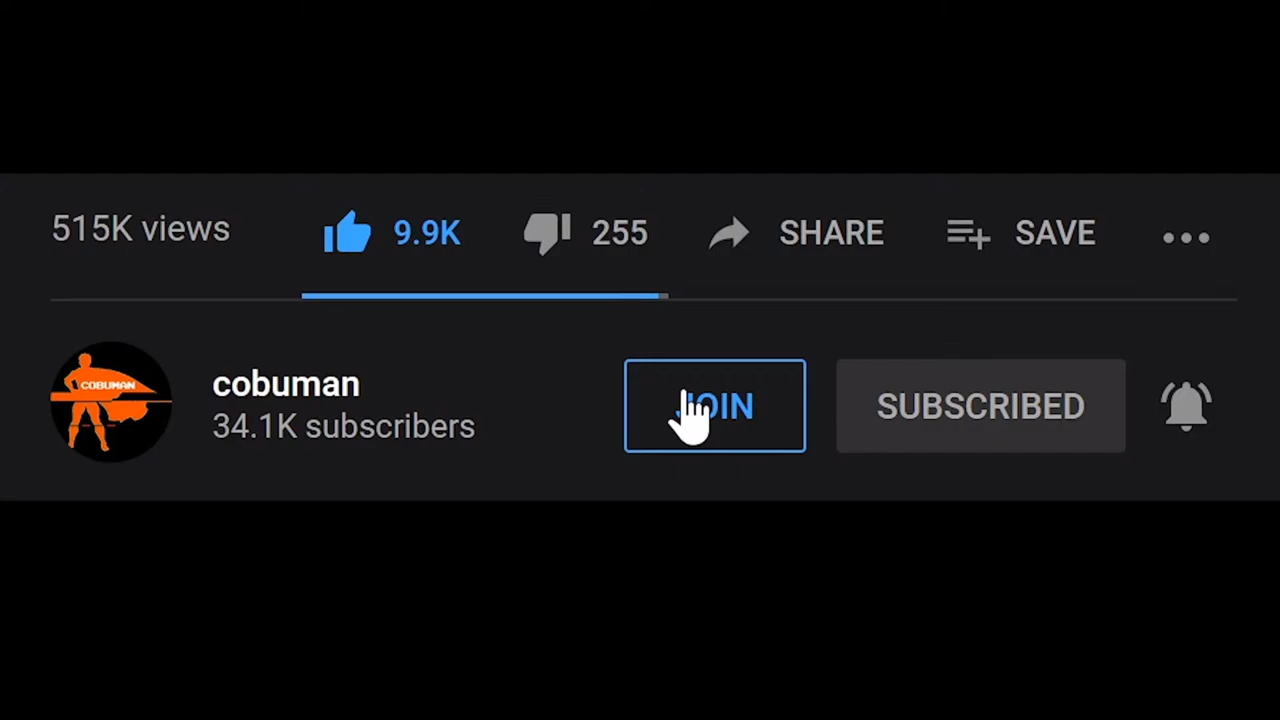 515K views 9.9K 255 SHARE SAVE
COBUMAN
cobuman
34.1K subscribers
JOIN SUBSCRIBED